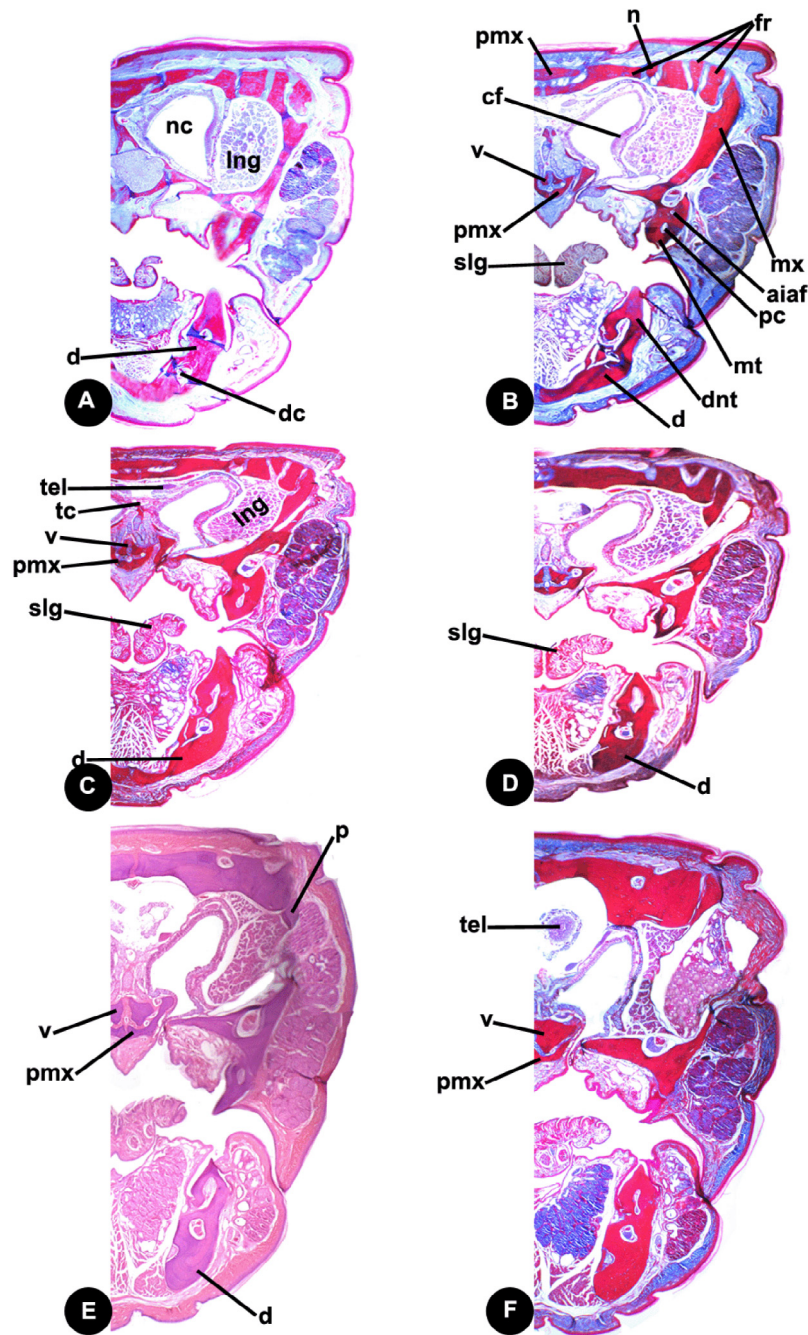 nc
lng
d
dc
A
n
fr
pmx
cf
v
pmx
slg
mx
aiaf
pc
mt
dnt
d
B
tel
tc
lng
v
pmx
slg
d
C
slg
d
D
p
v
pmx
d
E
tel
v
pmx
F